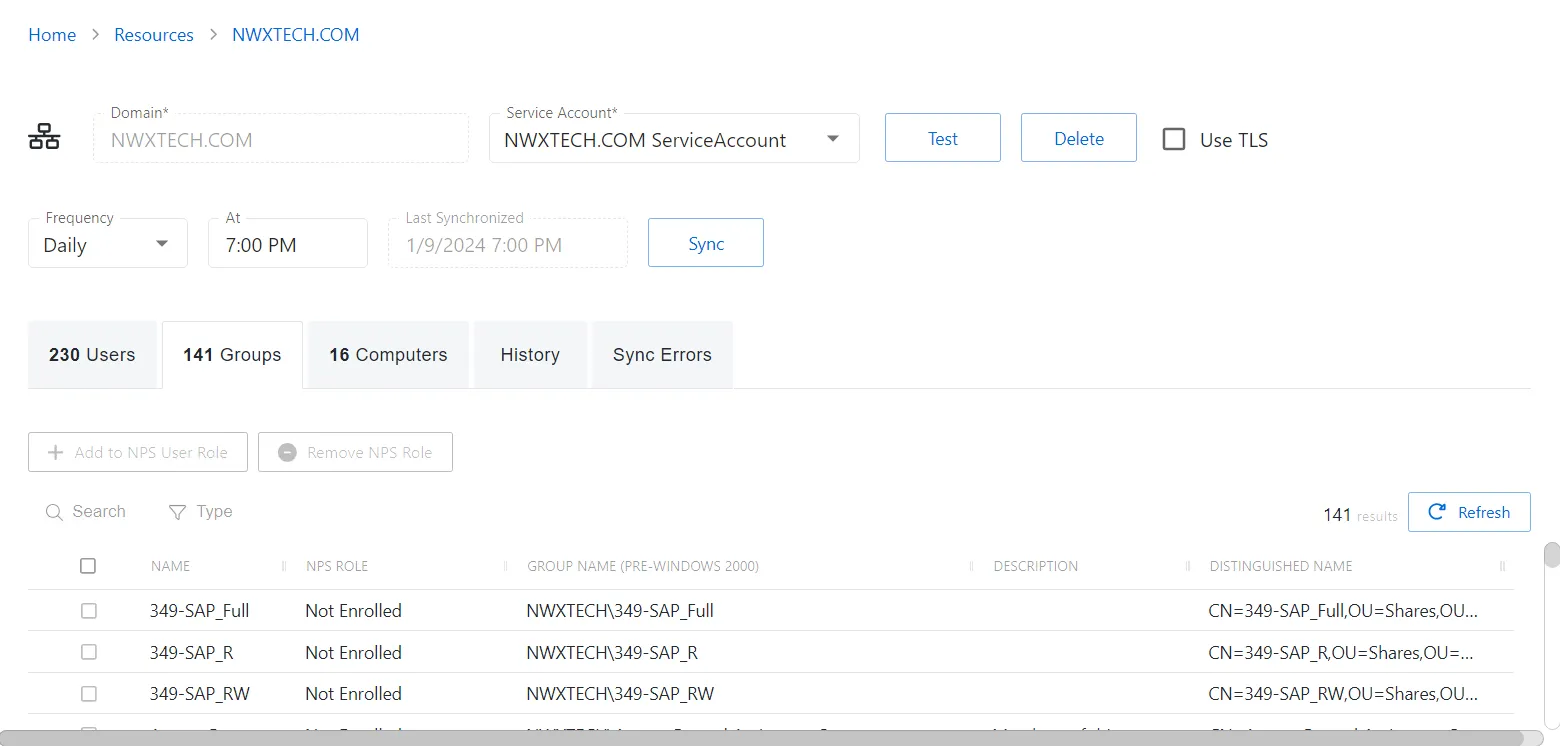 Home > Resources > NWXTECH.COM
Domain* Service Account*
NWXTECH.COM NWXTECH.COM ServiceAccount Test Delete Use TLS
Frequency At Last Synchronized
Daily 7:00 PM 1/9/2024 7:00 PM Sync
230 Users 141 Groups 16 Computers History Sync Errors
Add to NPS User Role Remove NPS Role
Search Type 141 results Refresh
NAME NPS ROLE GROUP NAME (PRE-WINDOWS 2000) DESCRIPTION DISTINGUISHED NAME
349-SAP_Full Not Enrolled NWXTECH\349-SAP_Full CN=349-SAP_Full,OU=Shares,OU...
349-SAP_R Not Enrolled NWXTECH\349-SAP_R CN=349-SAP_R,OU=Shares,OU=...
349-SAP_RW Not Enrolled NWXTECH\349-SAP_RW CN=349-SAP_RW,OU=Shares,OU...